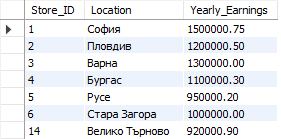 Store_ID Location Yearly_Earnings
1 София 1500000.75
2 Пловдив 1200000.50
3 Варна 1300000.00
4 Бургас 1100000.30
5 Русе 950000.20
6 Стара Загора 1000000.00
14 Велико Търново 920000.90